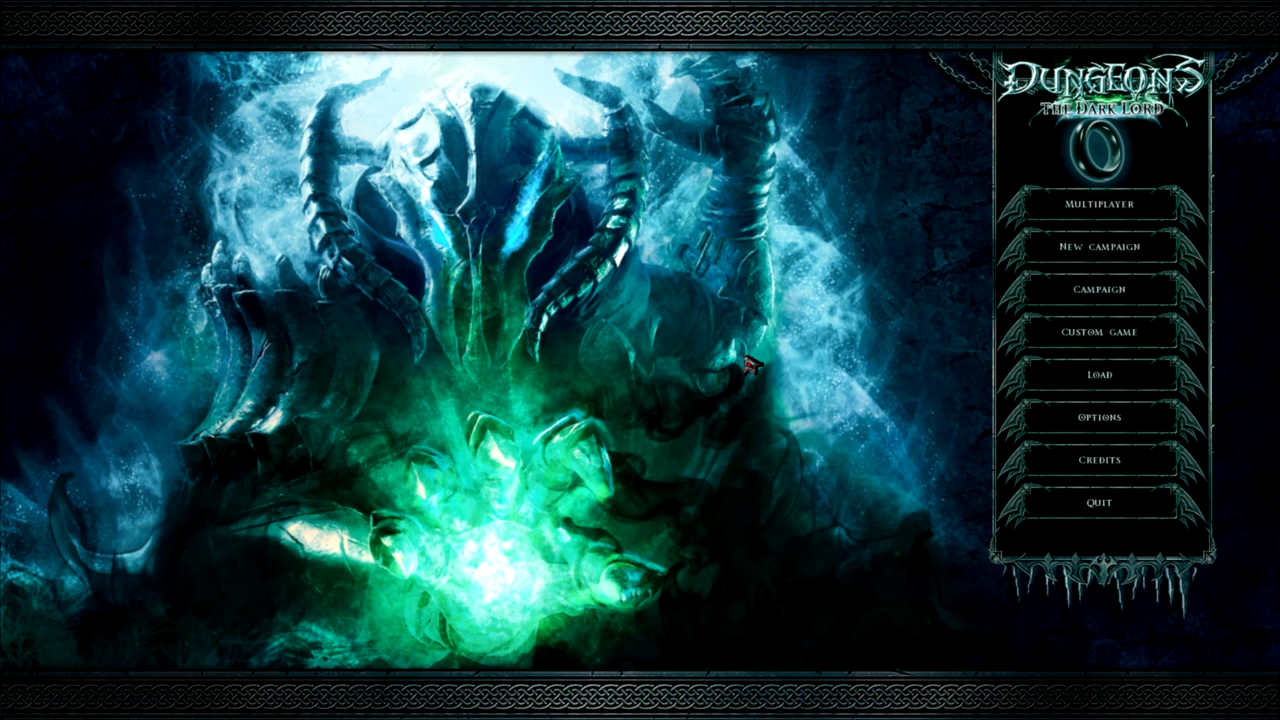 Dungeons
The Dark Lord
Multiplayer
New campaign
Campaign
Custom game
Load
Options
Credits
Quit